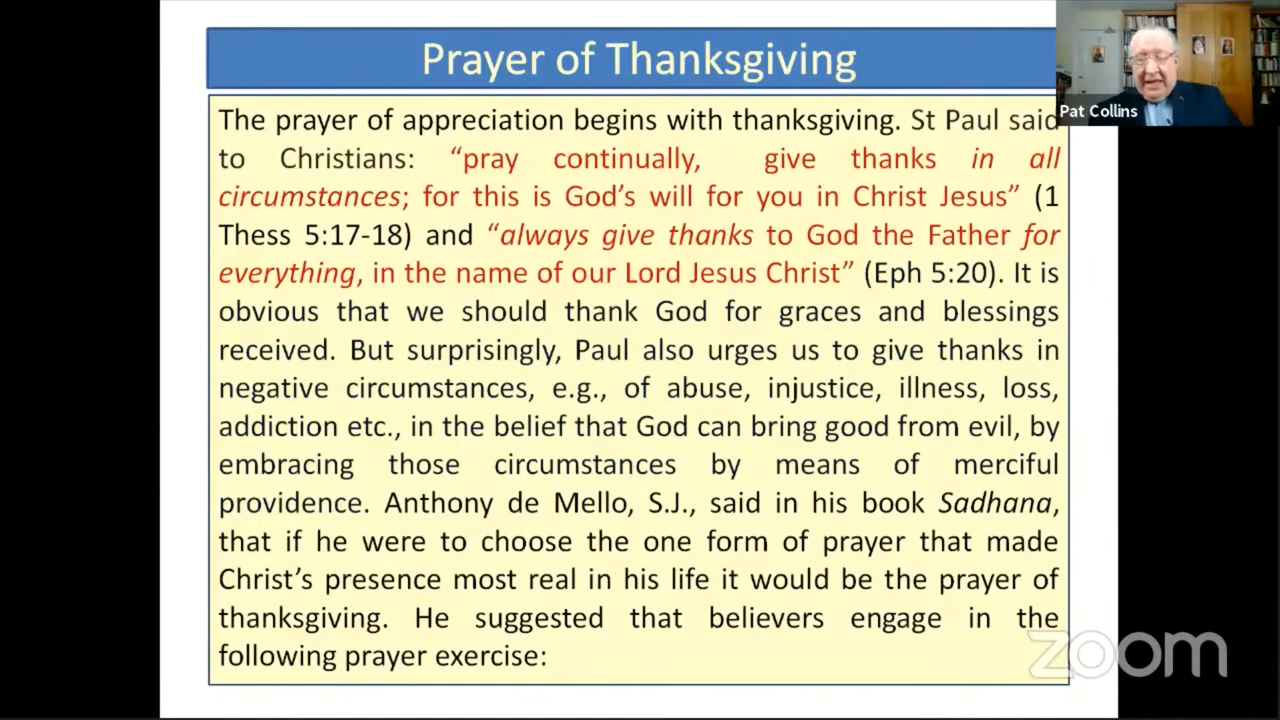 Prayer of Thanksgiving
Pat Collins
The prayer of appreciation begins with thanksgiving. St Paul said
to Christians: “pray continually, give thanks in all
circumstances; for this is God’s will for you in Christ Jesus” (1
Thess 5:17-18) and “always give thanks to God the Father for
everything, in the name of our Lord Jesus Christ” (Eph 5:20). It is
obvious that we should thank God for graces and blessings
received. But surprisingly, Paul also urges us to give thanks in
negative circumstances, e.g., of abuse, injustice, illness, loss,
addiction etc., in the belief that God can bring good from evil, by
embracing those circumstances by means of merciful
providence. Anthony de Mello, S.J., said in his book Sadhana,
that if he were to choose the one form of prayer that made
Christ’s presence most real in his life it would be the prayer of
thanksgiving. He suggested that believers engage in the
following prayer exercise:
zoom